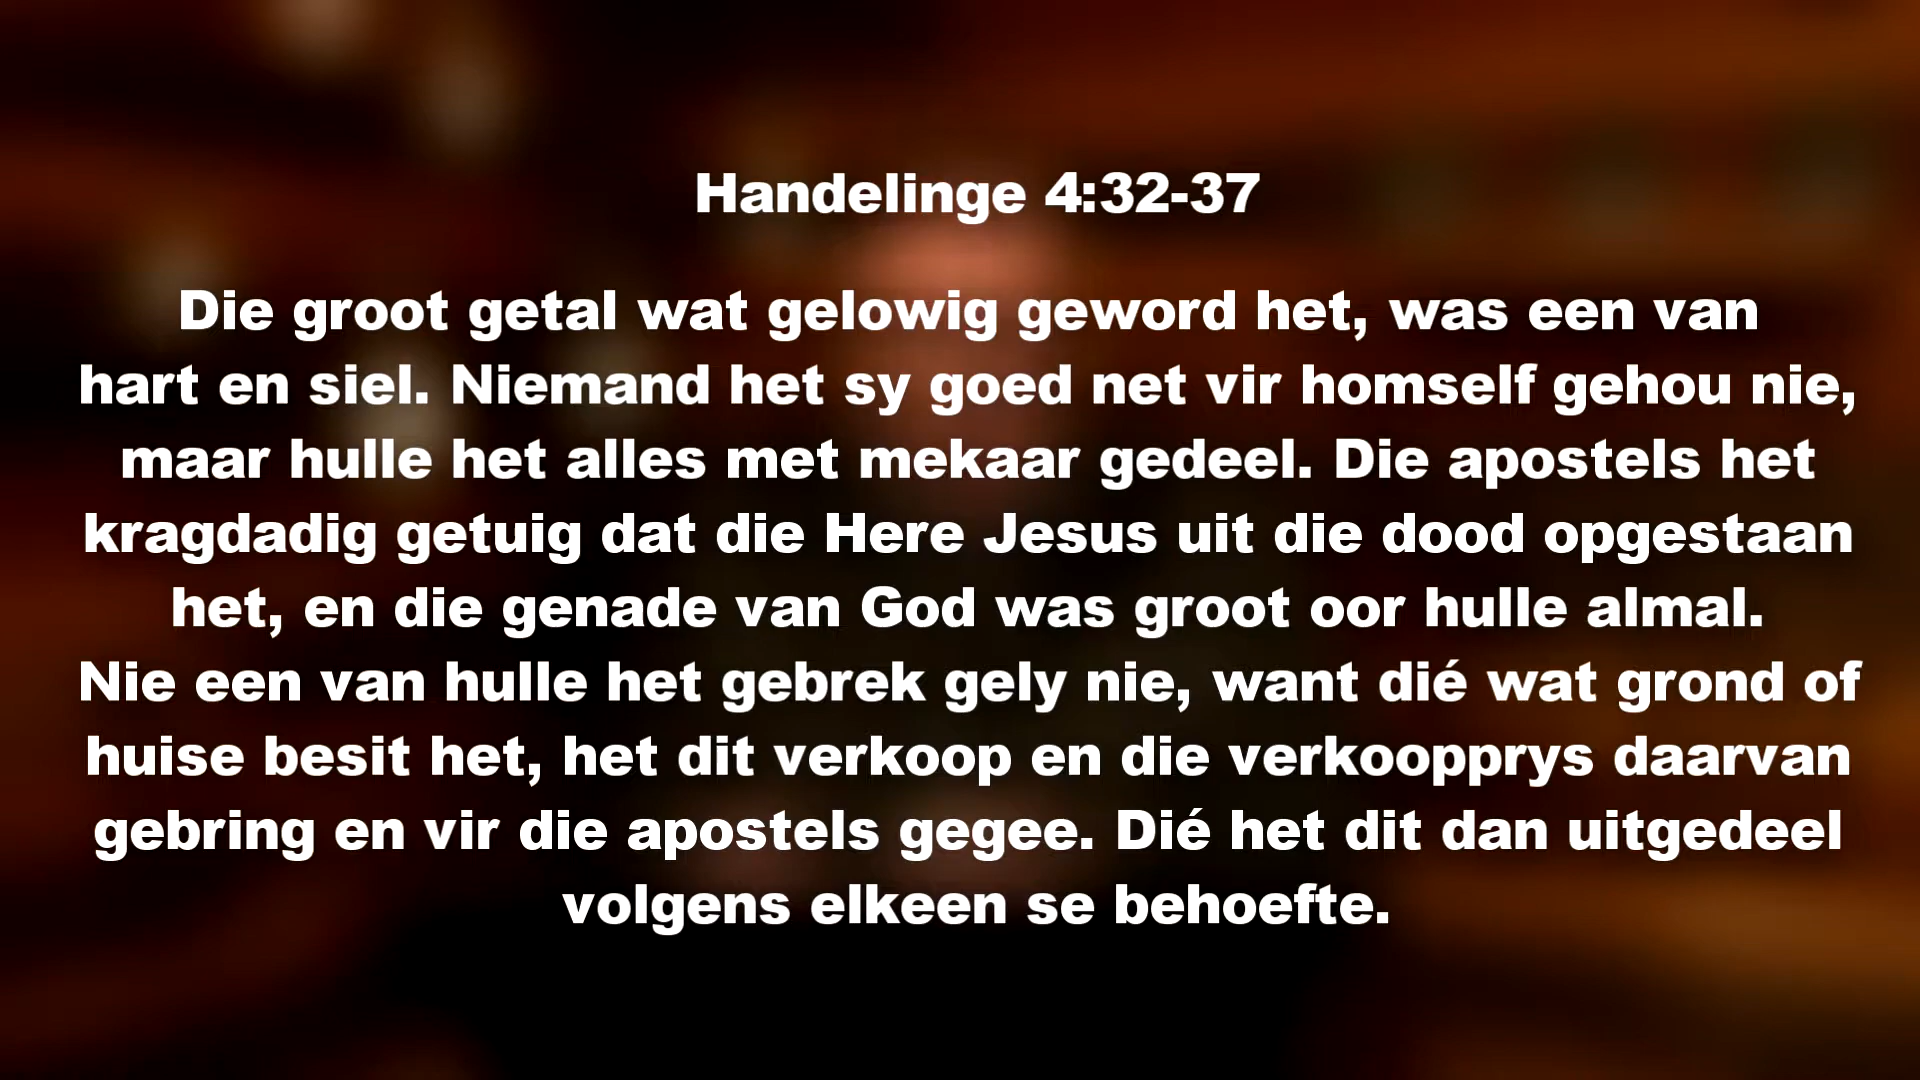 Handelinge 4:32-37
Die groot getal wat gelowig geword het, was een van
hart en siel. Niemand het sy goed net vir homself gehou nie,
maar hulle het alles met mekaar gedeel. Die apostels het
kragdadig getuig dat die Here Jesus uit die dood opgestaan
het, en die genade van God was groot oor hulle almal.
Nie een van hulle het gebrek gely nie, want dié wat grond of
huise besit het, het dit verkoop en die verkoopprys daarvan
gebring en vir die apostels gegee. Dié het dit dan uitgedeel
volgens elkeen se behoefte.